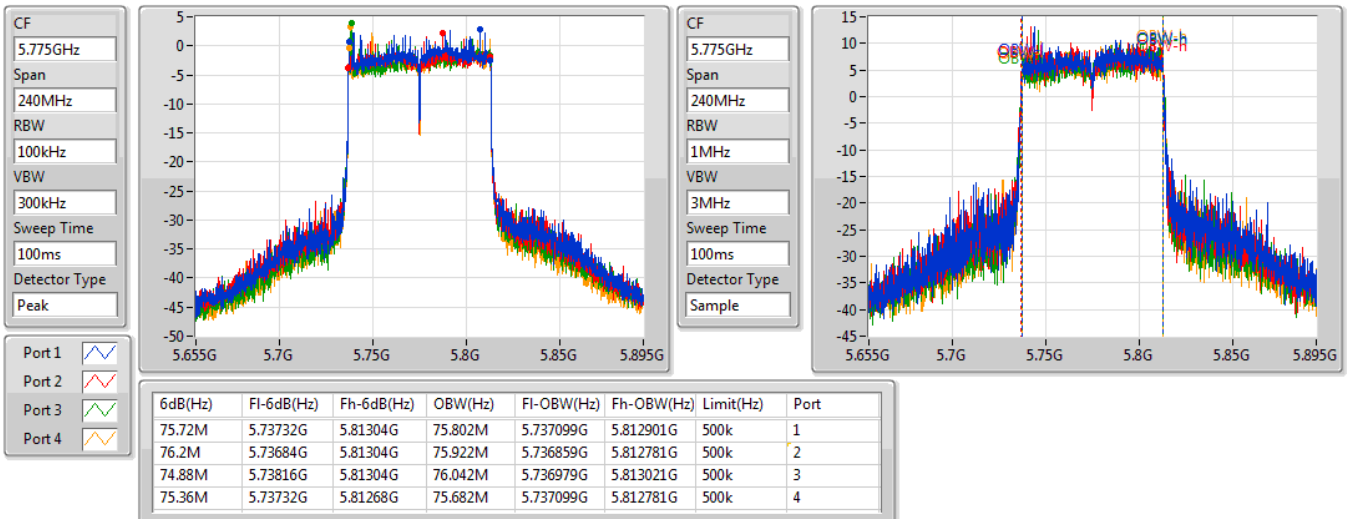 CF
5.775GHz
Span
240MHz
RBW
100kHz
VBW
300kHz
Sweep Time
100ms
Detector Type
Peak
5
0
-5
-10
-15
-20
-25
-30
-35
-40
-45
-50
5.655G 5.7G 5.75G 5.8G 5.85G 5.895G
CF
5.775GHz
Span
240MHz
RBW
1MHz
VBW
3MHz
Sweep Time
100ms
Detector Type
Sample
15
10
5
0
-5
-10
-15
-20
-25
-30
-35
-40
-45
OBW-h
5.655G 5.7G 5.75G 5.8G 5.85G 5.895G
Port 1
Port 2
Port 3
Port 4
6dB(Hz) Fl-6dB(Hz) Fh-6dB(Hz) OBW(Hz) Fl-OBW(Hz) Fh-OBW(Hz) Limit(Hz) Port
75.72M 5.73732G 5.81304G 75.802M 5.737099G 5.812901G 500k 1
76.2M 5.73684G 5.81304G 75.922M 5.736859G 5.812781G 500k 2
74.88M 5.73816G 5.81304G 76.042M 5.736979G 5.813021G 500k 3
75.36M 5.73732G 5.81268G 75.682M 5.737099G 5.812781G 500k 4